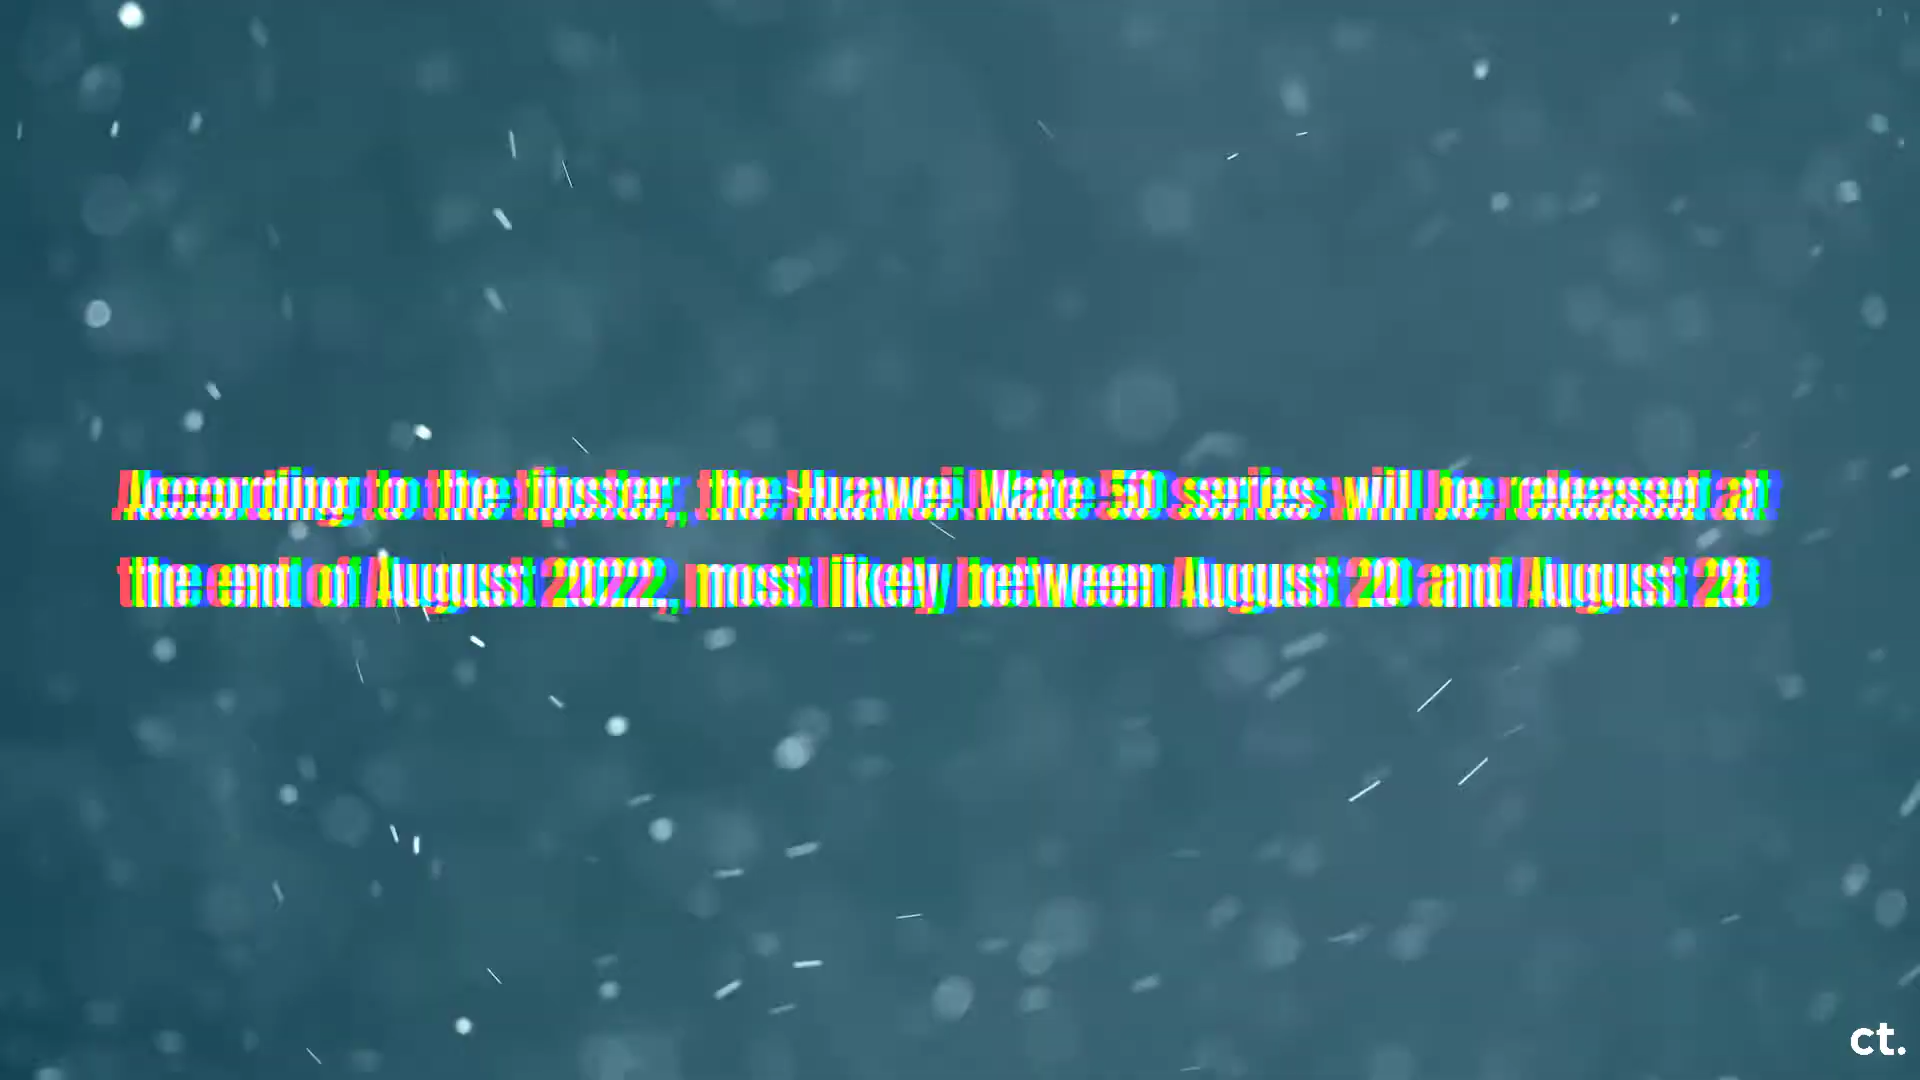 According to the tipster, the Huawei Mate 50 series will be released at
the end of August 2022, most likely between August 20 and August 28
ct.